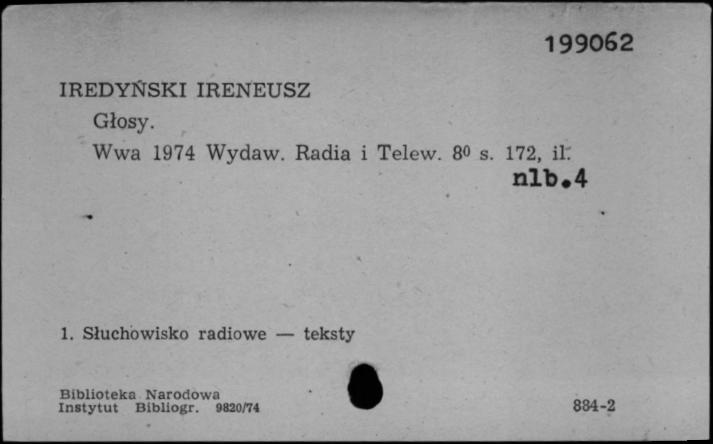 199062
IREDYŃSKI IRENEUSZ
Głosy.
Wwa 1974 Wydaw. Radia i Telew. 8⁰ s. 172, il.
nlb.4
1. Słuchowisko radiowe — teksty
Biblioteka Narodowa
Instytut Bibliogr. 9820/74
884-2